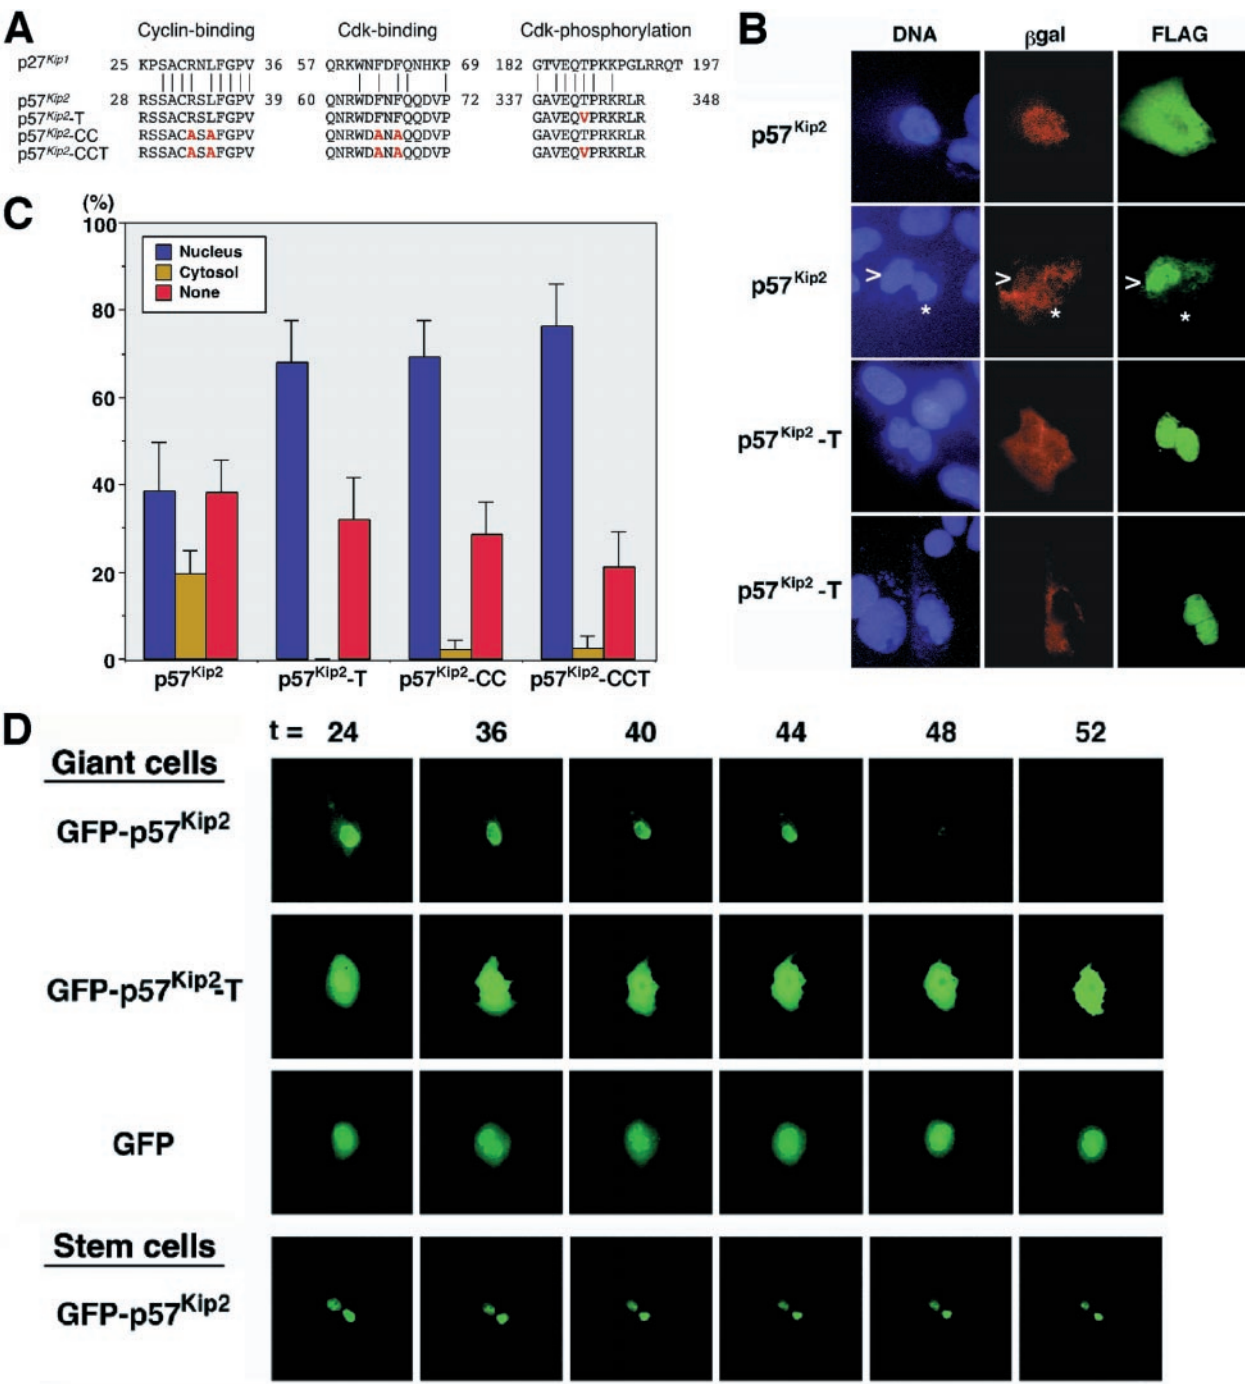 A
Cyclin-binding Cdk-binding Cdk-phosphorylation
p27Kip1 25 KPSACRNLFGPV 36 57 QRKWNFDFQNHKP 69 182 GTVEQTPKKPGLRRQT 197
p57Kip2 28 RSSACRSLFGPV 39 60 QNRWDFNFQQDVP 72 337 GAVEQTPRKRLR 348
p57Kip2-T RSSACRSLFGPV QNRWDFNFQQDVP GAVEQVPRKRLR
p57Kip2-CC RSSACASAFGPV QNRWDANAQQDVP GAVEQTPRKRLR
p57Kip2-CCT RSSACASAFGPV QNRWDANAQQDVP GAVEQVPRKRLR
B
DNA βgal FLAG
p57Kip2
p57Kip2
> > >
* * *
p57Kip2-T
p57Kip2-T
C
(%)
100
80
60
40
20
0
Nucleus
Cytosol
None
p57Kip2 p57Kip2-T p57Kip2-CC p57Kip2-CCT
D
t = 24 36 40 44 48 52
Giant cells
GFP-p57Kip2
GFP-p57Kip2-T
GFP
Stem cells
GFP-p57Kip2